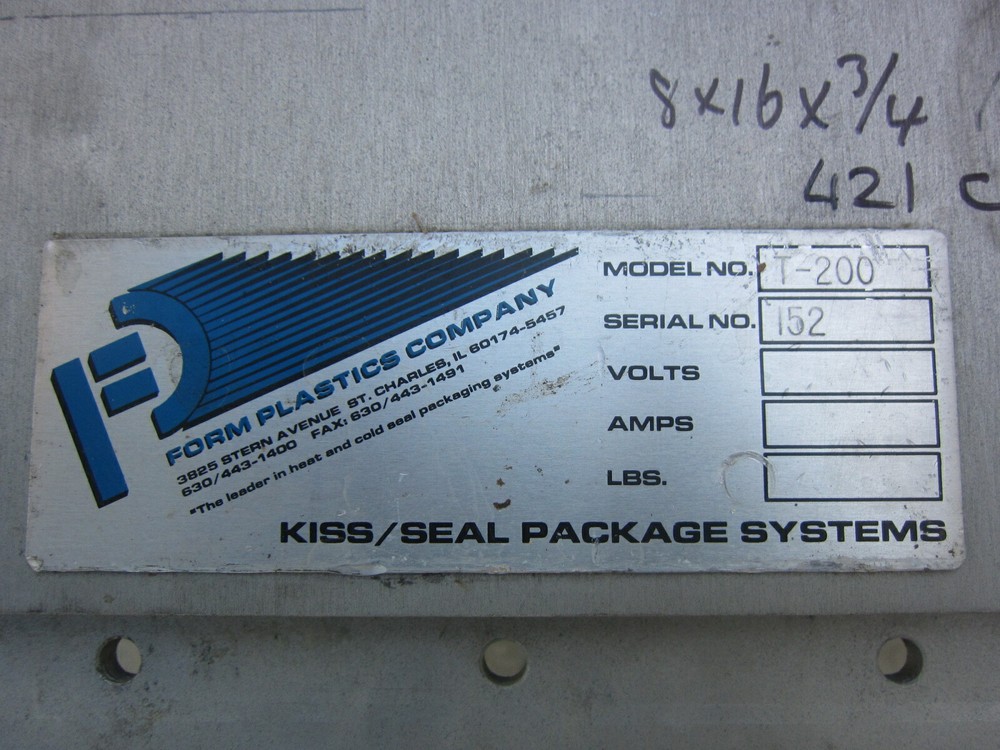 8x16x3/4
421 C
MODEL NO. T-200
SERIAL NO. 152
VOLTS
AMPS
LBS.
FORM PLASTICS COMPANY
3825 STERN AVENUE ST. CHARLES, IL 60174-5457
630/443-1400 FAX: 630/443-1491
"The leader in heat and cold seal packaging systems"
KISS/SEAL PACKAGE SYSTEMS